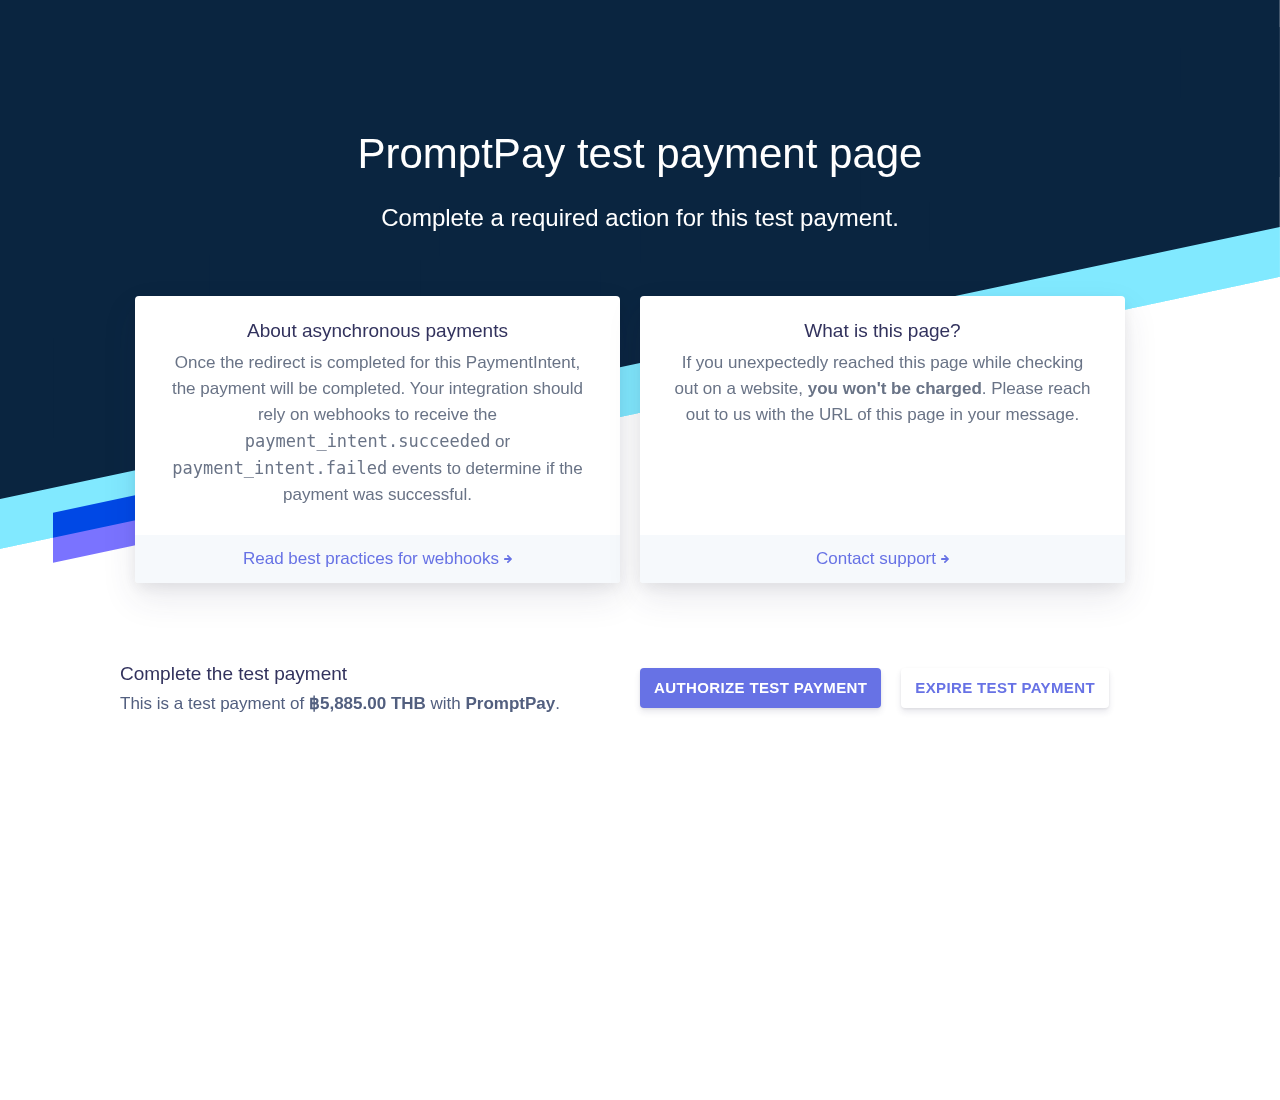 PromptPay test payment page
Complete a required action for this test payment.
About asynchronous payments
Once the redirect is completed for this PaymentIntent,
the payment will be completed. Your integration should
rely on webhooks to receive the
payment_intent.succeeded or
payment_intent.failed events to determine if the
payment was successful.
Read best practices for webhooks →
What is this page?
If you unexpectedly reached this page while checking
out on a website, you won't be charged. Please reach
out to us with the URL of this page in your message.
Contact support →
Complete the test payment
This is a test payment of ฿5,885.00 THB with PromptPay.
AUTHORIZE TEST PAYMENT
EXPIRE TEST PAYMENT